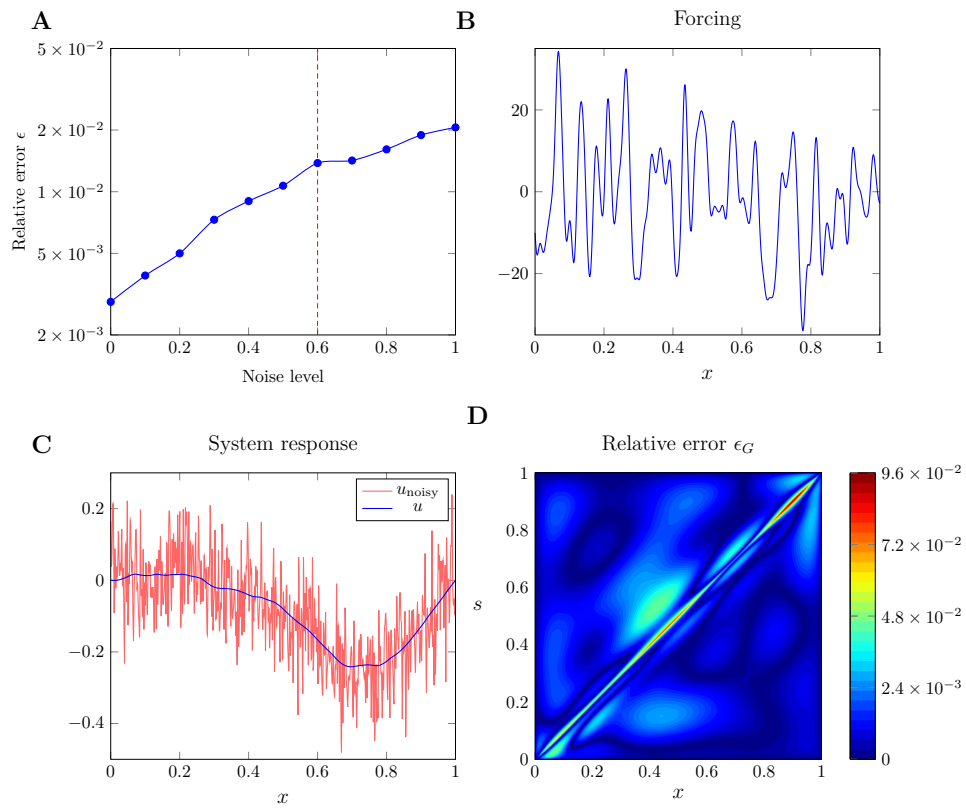 A
5 × 10⁻²
2 × 10⁻²
1 × 10⁻²
5 × 10⁻³
2 × 10⁻³
Relative error ϵ
0 0.2 0.4 0.6 0.8 1
Noise level
B
Forcing
20
0
−20
0 0.2 0.4 0.6 0.8 1
x
C
System response
u_noisy
u
0.2
0
−0.2
−0.4
0 0.2 0.4 0.6 0.8 1
x
D
Relative error ϵ_G
1
0.8
0.6
0.4
0.2
0
s
0 0.2 0.4 0.6 0.8 1
x
9.6 × 10⁻²
7.2 × 10⁻²
4.8 × 10⁻²
2.4 × 10⁻³
0